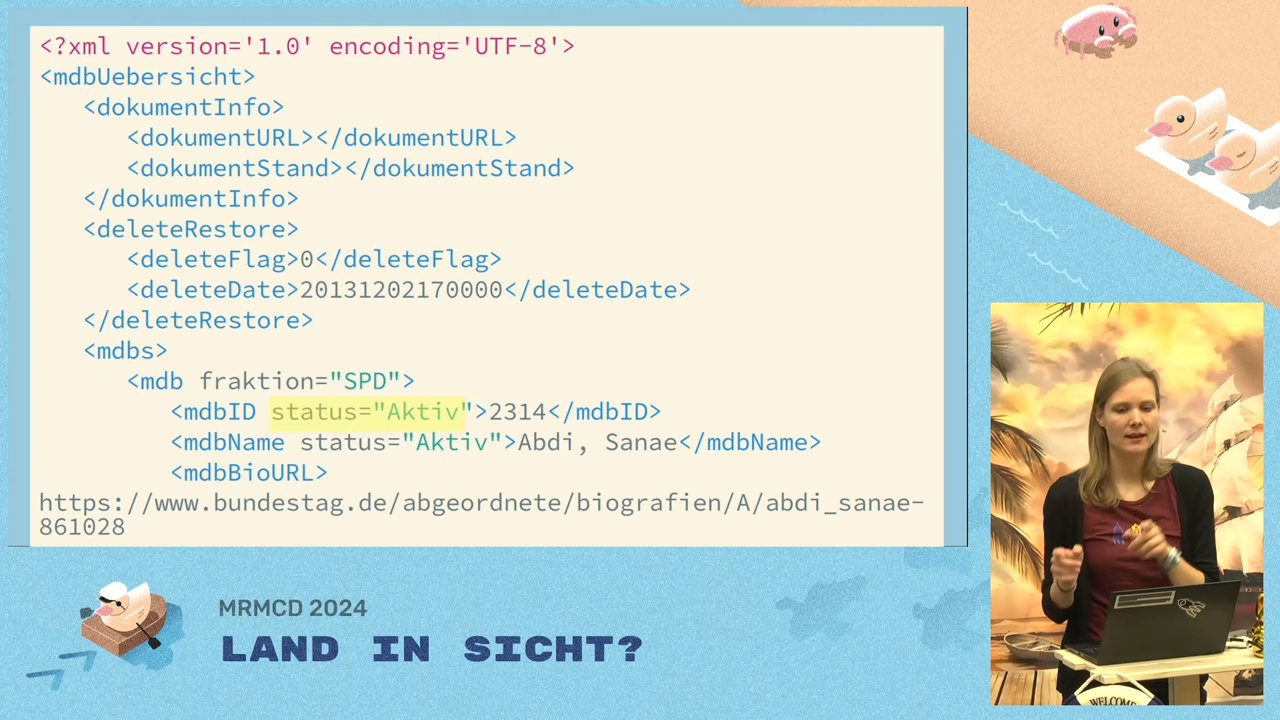 <?xml version='1.0' encoding='UTF-8'?>
<mdbUebersicht>
<dokumentInfo>
<dokumentURL></dokumentURL>
<dokumentStand></dokumentStand>
</dokumentInfo>
<deleteRestore>
<deleteFlag>0</deleteFlag>
<deleteDate>20131202170000</deleteDate>
</deleteRestore>
<mdbs>
<mdb fraktion="SPD">
<mdbID status="Aktiv">2314</mdbID>
<mdbName status="Aktiv">Abdi, Sanae</mdbName>
<mdbBioURL>
https://www.bundestag.de/abgeordnete/biografien/A/abdi_sanae-
861028
MRMCD 2024
LAND IN SICHT?
WELCOME